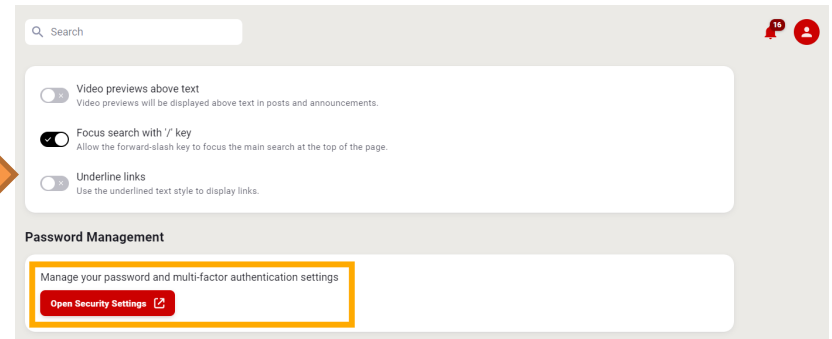 Search
16
Video previews above text
Video previews will be displayed above text in posts and announcements.
Focus search with '/' key
Allow the forward-slash key to focus the main search at the top of the page.
Underline links
Use the underlined text style to display links.
Password Management
Manage your password and multi-factor authentication settings
Open Security Settings